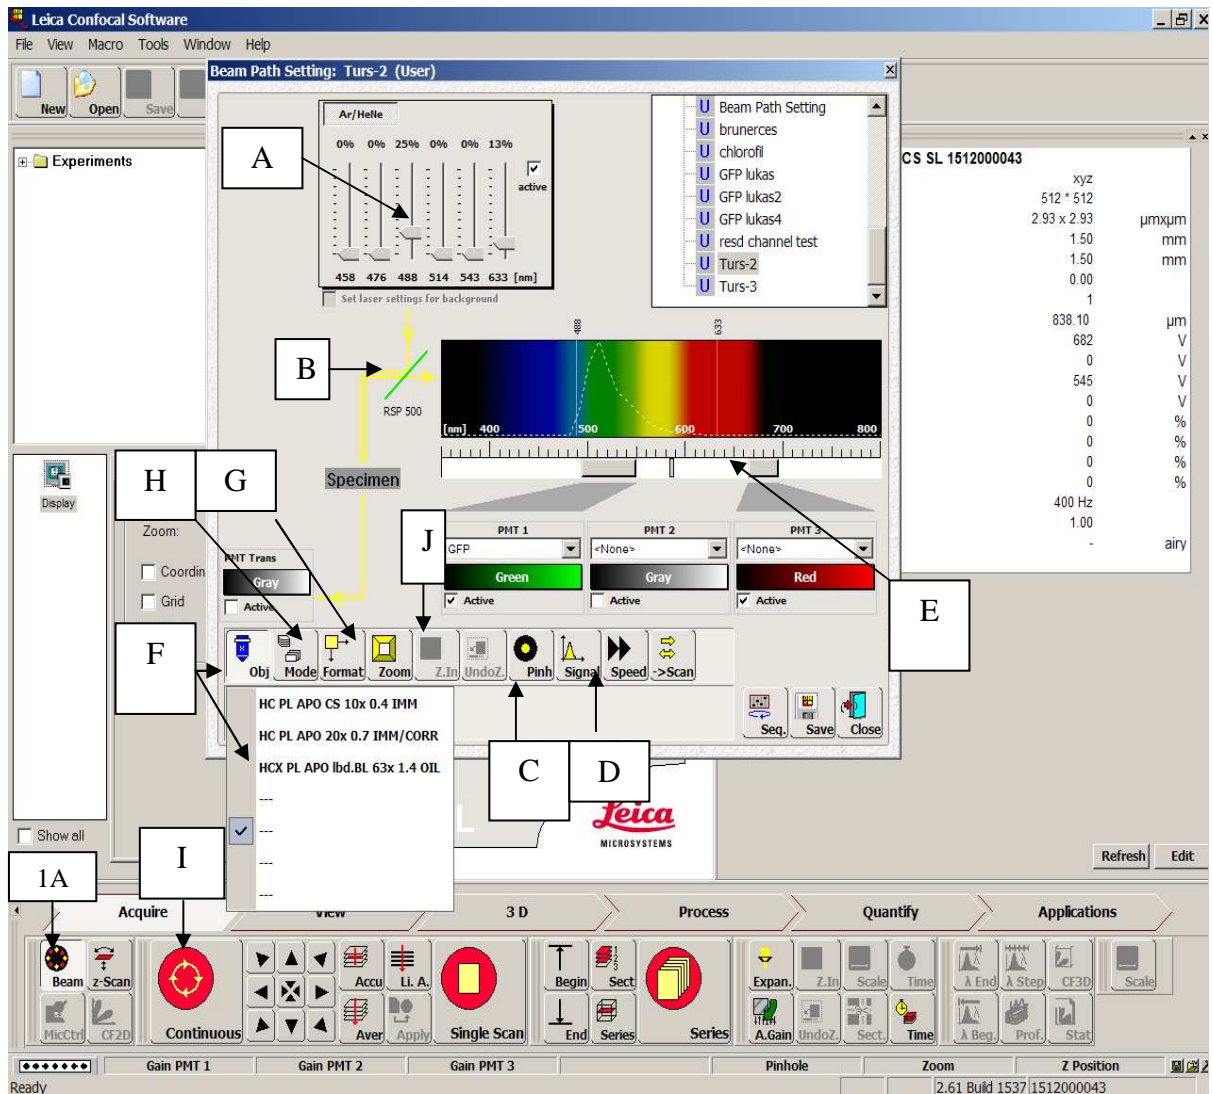 Leica Confocal Software
File View Macro Tools Window Help
New Open Save
Beam Path Setting: Turs-2 (User)
Ar/HeNe
0% 0% 25% 0% 0% 13%
active
458 476 488 514 543 633 [nm]
Set laser settings for background
A
U Beam Path Setting
U brunerces
U chlorofil
U GFP lukas
U GFP lukas2
U GFP lukas4
U resd channel test
U Turs-2
U Turs-3
Experiments
CS SL 1512000043
xyz
512 * 512
2.93 x 2.93 µmxµm
1.50 mm
1.50 mm
0.00
1
838.10 µm
682 V
0 V
545 V
0 V
0 %
0 %
0 %
0 %
400 Hz
1.00
- airy
B
RSP 500
488 633
[nm] 400 500 600 700 800
Specimen
Display
H
G
J
E
F
Zoom:
Coordin
Grid
PMT Trans
Gray
Active
PMT 1
GFP
Green
Active
PMT 2
<None>
Gray
Active
PMT 3
<None>
Red
Active
Obj Mode Format Zoom Z.In UndoZ. Pinh Signal Speed ->Scan
HC PL APO CS 10x 0.4 IMM
HC PL APO 20x 0.7 IMM/CORR
HCX PL APO lbd.BL 63x 1.4 OIL
---
---
---
---
Seq. Save Close
C
D
L
Leica
MICROSYSTEMS
Show all
I
1A
Refresh Edit
Acquire View 3 D Process Quantify Applications
Beam z-Scan
MicCtrl CF2D
Continuous
Accu Li. A.
Aver Apply
Single Scan
Begin Sect
End Series
Series
Expan. Z.In Scale Time
A.Gain UndoZ. Sect. Time
λ End λ Step CF3D
λ Beg. Prof. Stat
Scale
Gain PMT 1 Gain PMT 2 Gain PMT 3 Pinhole Zoom Z Position
Ready
2.61 Build 1537 1512000043